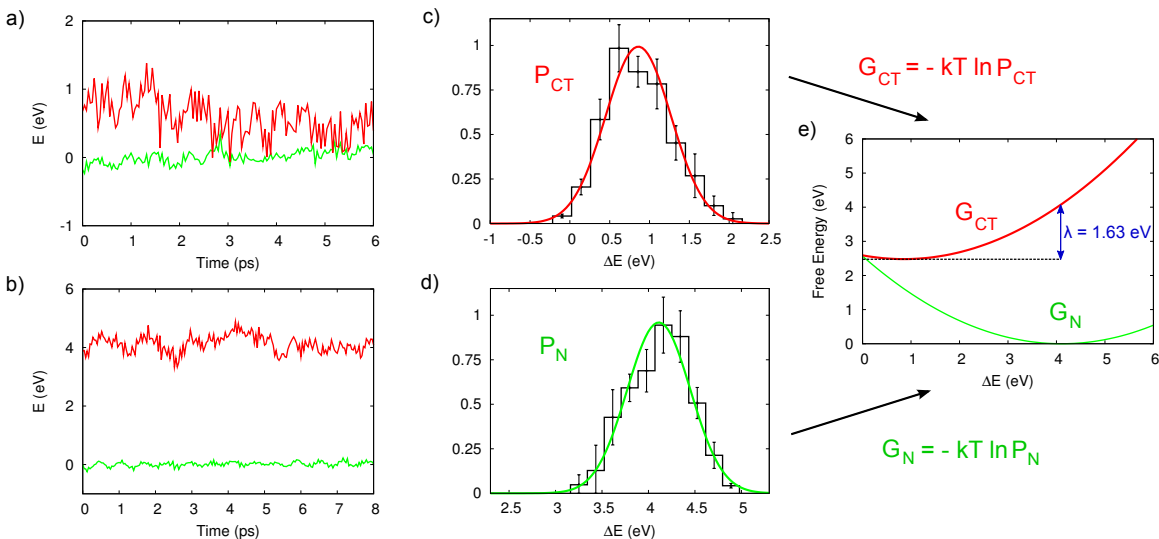 a)
2
1
0
-1
E (eV)
0 1 2 3 4 5 6
Time (ps)
b)
6
4
2
0
E (eV)
0 1 2 3 4 5 6 7 8
Time (ps)
c)
1
0.75
0.5
0.25
0
P_CT
-1 -0.5 0 0.5 1 1.5 2 2.5
ΔE (eV)
d)
1
0.75
0.5
0.25
0
P_N
2.5 3 3.5 4 4.5 5
ΔE (eV)
G_CT = - kT ln P_CT
e)
6
5
4
3
2
1
0
Free Energy (eV)
G_CT
λ = 1.63 eV
G_N
0 1 2 3 4 5 6
ΔE (eV)
G_N = - kT ln P_N